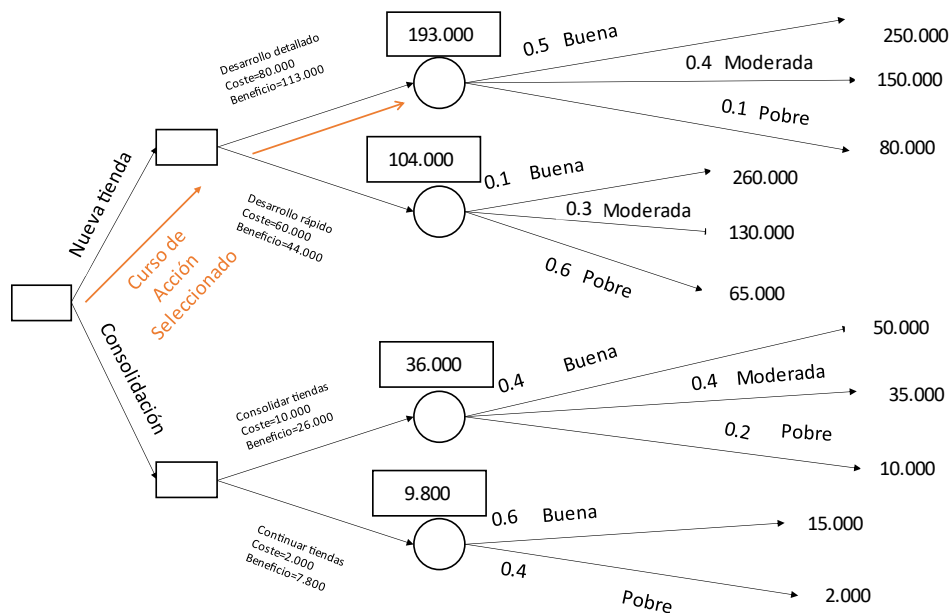 Nueva tienda
Consolidación
Curso de
Acción
Seleccionado
Desarrollo detallado
Coste=80.000
Beneficio=113.000
193.000
0.5 Buena
250.000
0.4 Moderada
150.000
0.1 Pobre
80.000
Desarrollo rápido
Coste=60.000
Beneficio=44.000
104.000
0.1 Buena
260.000
0.3 Moderada
130.000
0.6 Pobre
65.000
Consolidar tiendas
Coste=10.000
Beneficio=26.000
36.000
0.4 Buena
50.000
0.4 Moderada
35.000
0.2 Pobre
10.000
Continuar tiendas
Coste=2.000
Beneficio=7.800
9.800
0.6 Buena
15.000
0.4 Pobre
2.000